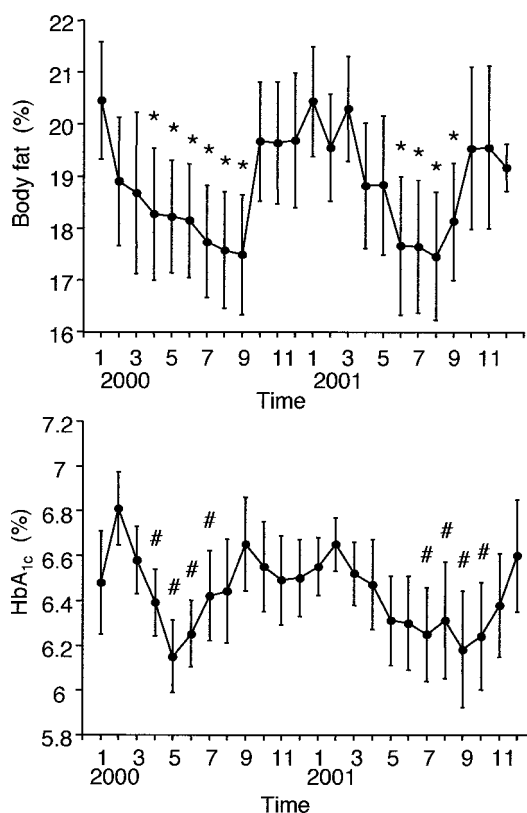 22
21
20
19
18
17
16
Body fat (%)
* * * * * * * * * *
1 3 5 7 9 11 1 3 5 7 9 11
2000 2001
Time
7.2
7
6.8
6.6
6.4
6.2
6
5.8
HbA1c (%)
# # # # # # # #
1 3 5 7 9 11 1 3 5 7 9 11
2000 2001
Time